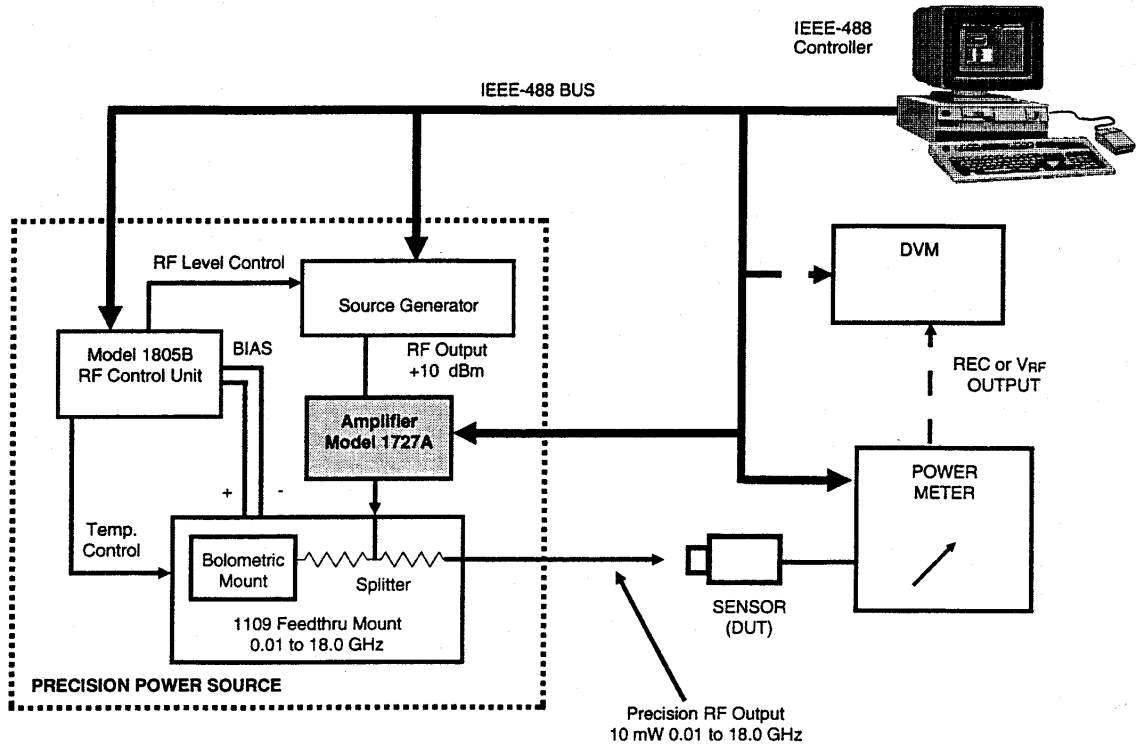 IEEE-488
Controller
IEEE-488 BUS
RF Level Control
Source Generator
DVM
Model 1805B
RF Control Unit
BIAS
RF Output
+10 dBm
REC or VRF
OUTPUT
Amplifier
Model 1727A
POWER
METER
+ -
Temp.
Control
Bolometric
Mount
Splitter
SENSOR
(DUT)
1109 Feedthru Mount
0.01 to 18.0 GHz
PRECISION POWER SOURCE
Precision RF Output
10 mW 0.01 to 18.0 GHz